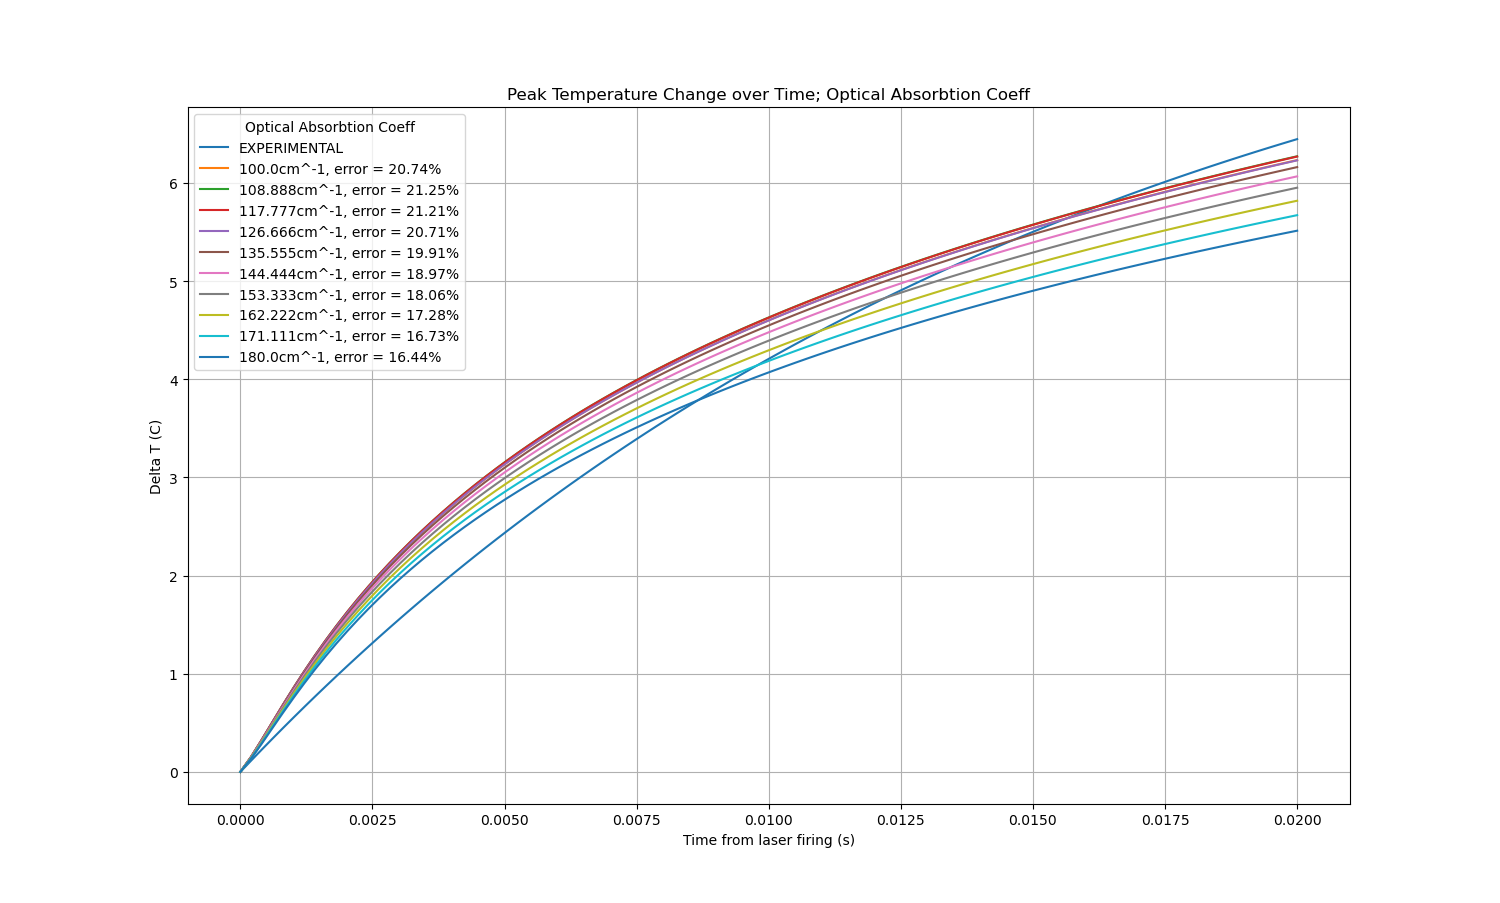 Peak Temperature Change over Time; Optical Absorbtion Coeff
Optical Absorbtion Coeff
EXPERIMENTAL
100.0cm^-1, error = 20.74%
108.888cm^-1, error = 21.25%
117.777cm^-1, error = 21.21%
126.666cm^-1, error = 20.71%
135.555cm^-1, error = 19.91%
144.444cm^-1, error = 18.97%
153.333cm^-1, error = 18.06%
162.222cm^-1, error = 17.28%
171.111cm^-1, error = 16.73%
180.0cm^-1, error = 16.44%
Delta T (C)
6
5
4
3
2
1
0
0.0000 0.0025 0.0050 0.0075 0.0100 0.0125 0.0150 0.0175 0.0200
Time from laser firing (s)